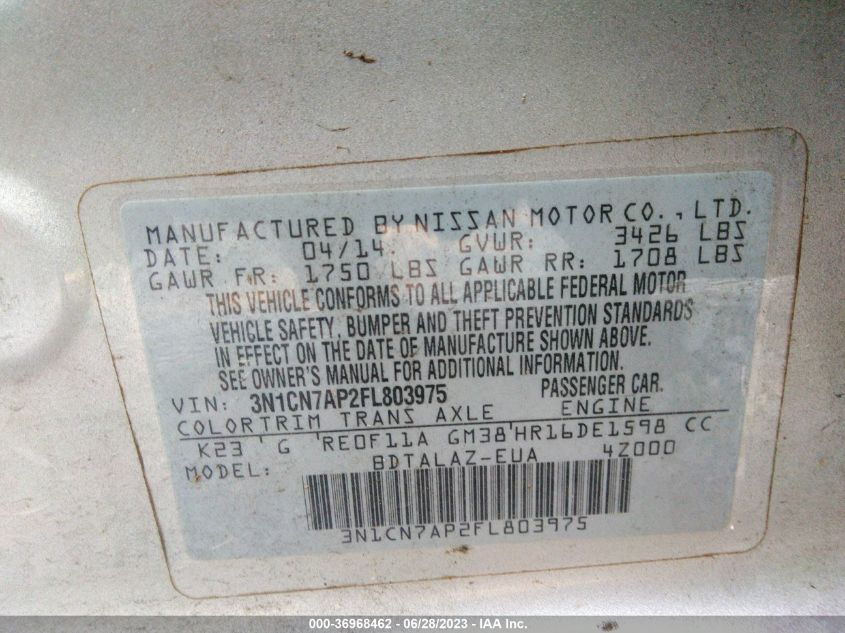 MANUFACTURED BY NISSAN MOTOR CO., LTD.
DATE: 04/14. GVWR: 3426 LBS
GAWR FR: 1750 LBS GAWR RR: 1708 LBS
THIS VEHICLE CONFORMS TO ALL APPLICABLE FEDERAL MOTOR
VEHICLE SAFETY, BUMPER AND THEFT PREVENTION STANDARDS
IN EFFECT ON THE DATE OF MANUFACTURE SHOWN ABOVE.
SEE OWNER'S MANUAL FOR ADDITIONAL INFORMATION.
VIN: 3N1CN7AP2FL803975 PASSENGER CAR.
COLORTRIM TRANS AXLE ENGINE
K23 'G 'RE0F11A GM38'HR16DE1598 CC
MODEL: BDTALAZ-EUA 4Z000
3N1CN7AP2FL803975
000-36968462 - 06/28/2023 - IAA Inc.